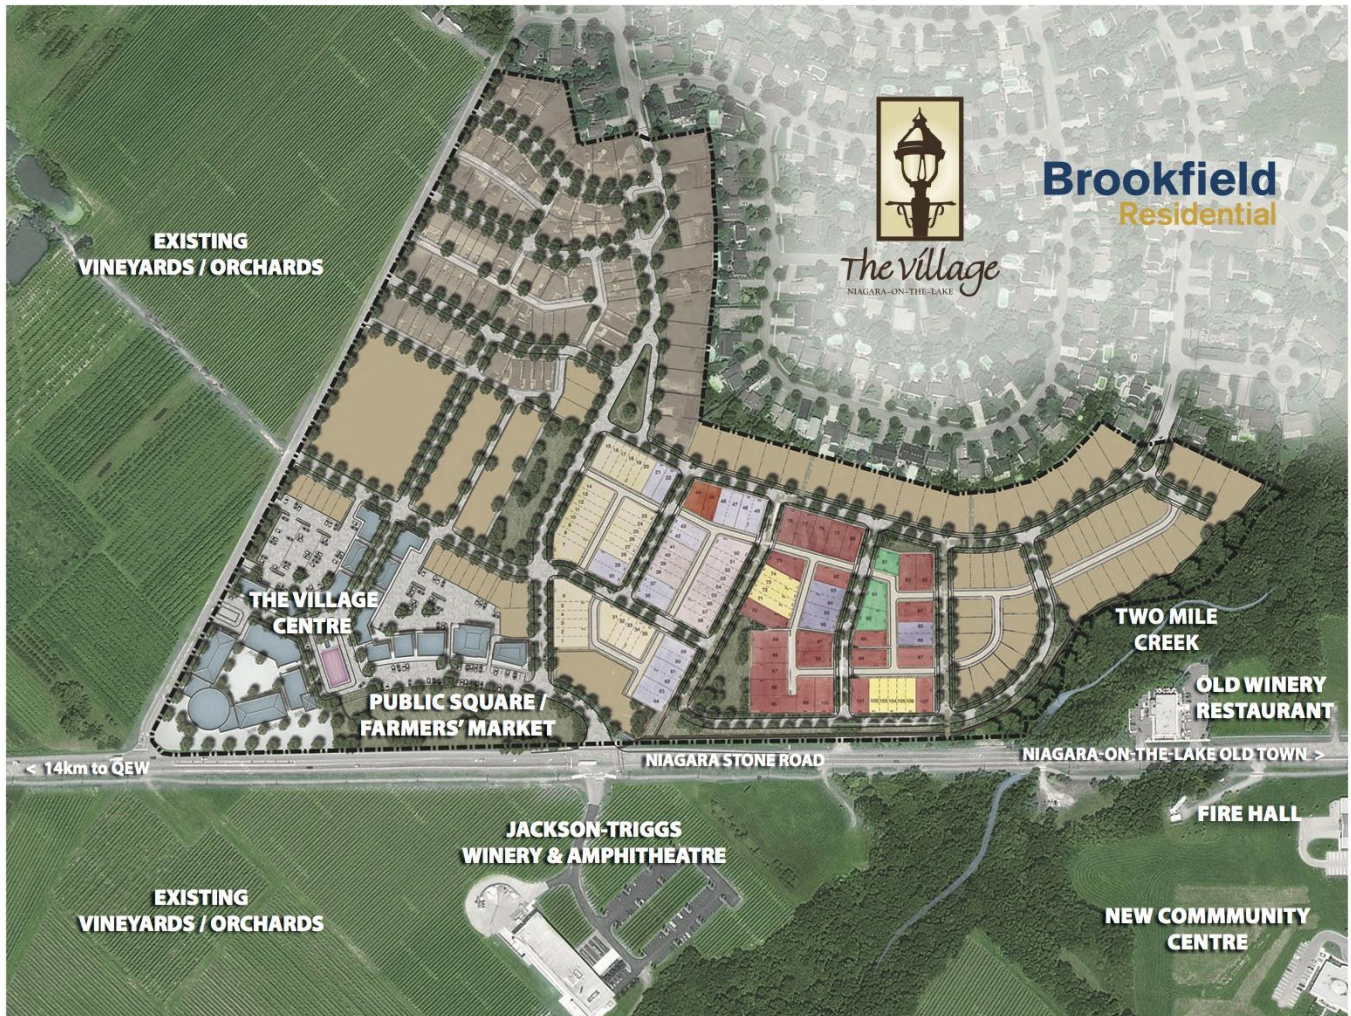 Brookfield
Residential
The Village
NIAGARA-ON-THE-LAKE
EXISTING
VINEYARDS / ORCHARDS
THE VILLAGE
CENTRE
PUBLIC SQUARE /
FARMERS' MARKET
TWO MILE
CREEK
OLD WINERY
RESTAURANT
< 14km to QEW
NIAGARA STONE ROAD
NIAGARA-ON-THE-LAKE OLD TOWN >
JACKSON-TRIGGS
WINERY & AMPHITHEATRE
FIRE HALL
EXISTING
VINEYARDS / ORCHARDS
NEW COMMMUNITY
CENTRE